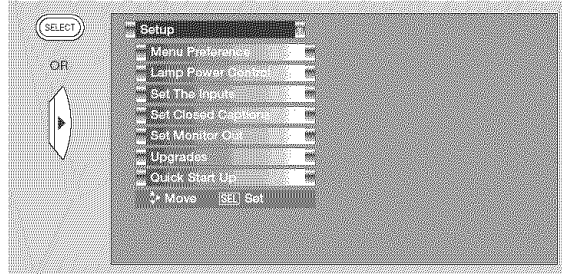 SELECT
OR
Setup
Menu Preference
Lamp Power Control
Set The Inputs
Set Closed Captions
Set Monitor Out
Upgrades
Quick Start Up
Move SEL Set